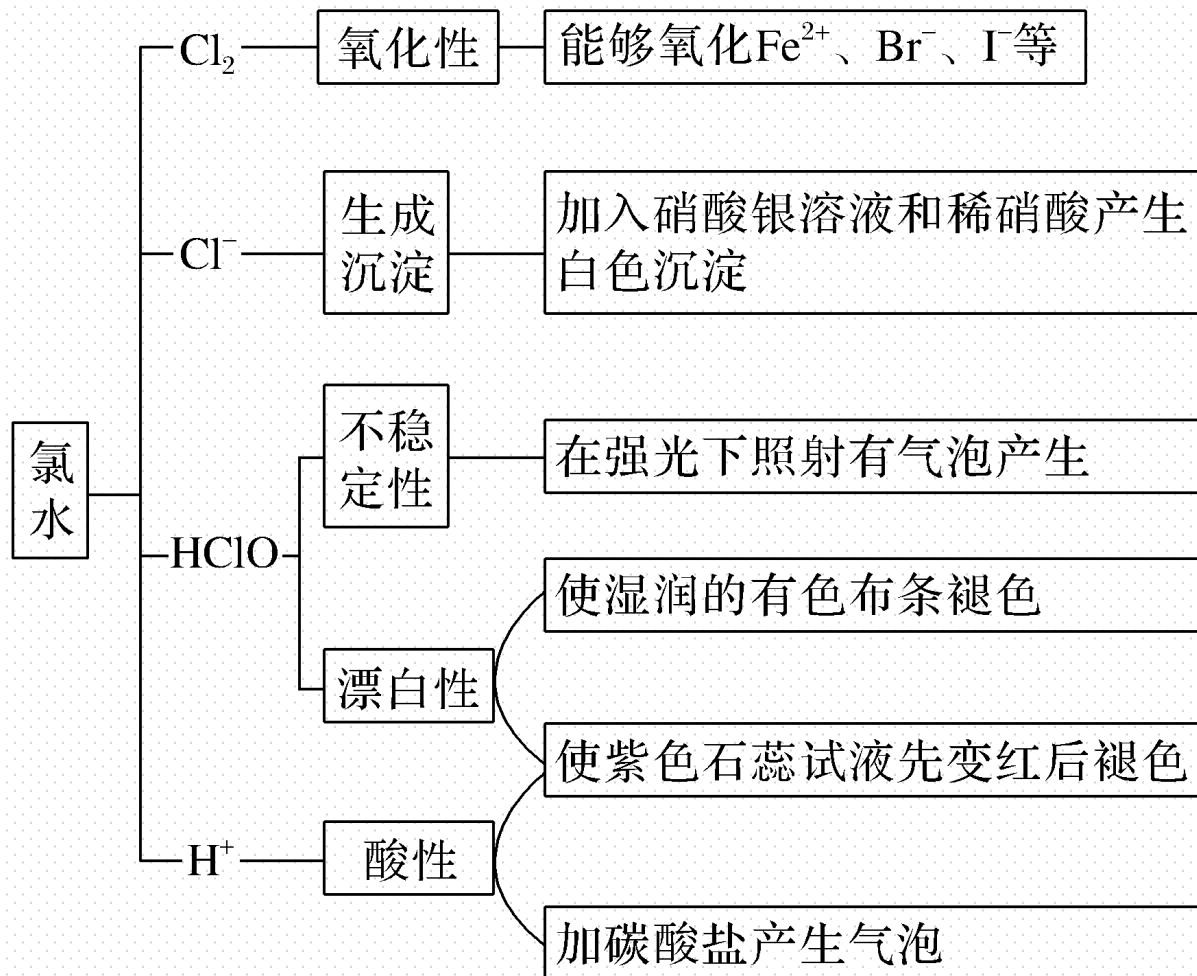 Cl₂ 氧化性 能够氧化Fe²⁺、Br⁻、I⁻等
Cl⁻ 生成
沉淀
加入硝酸银溶液和稀硝酸产生
白色沉淀
氯
水
HClO
不稳
定性
在强光下照射有气泡产生
漂白性
使湿润的有色布条褪色
使紫色石蕊试液先变红后褪色
H⁺ 酸性
加碳酸盐产生气泡